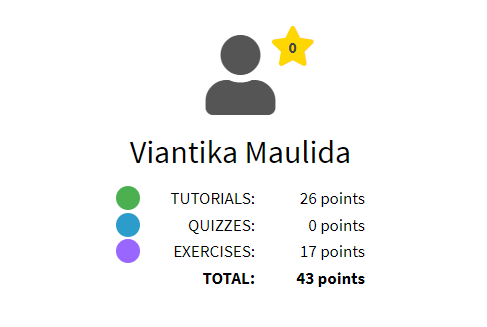 0
Viantika Maulida
TUTORIALS: 26 points
QUIZZES: 0 points
EXERCISES: 17 points
TOTAL: 43 points